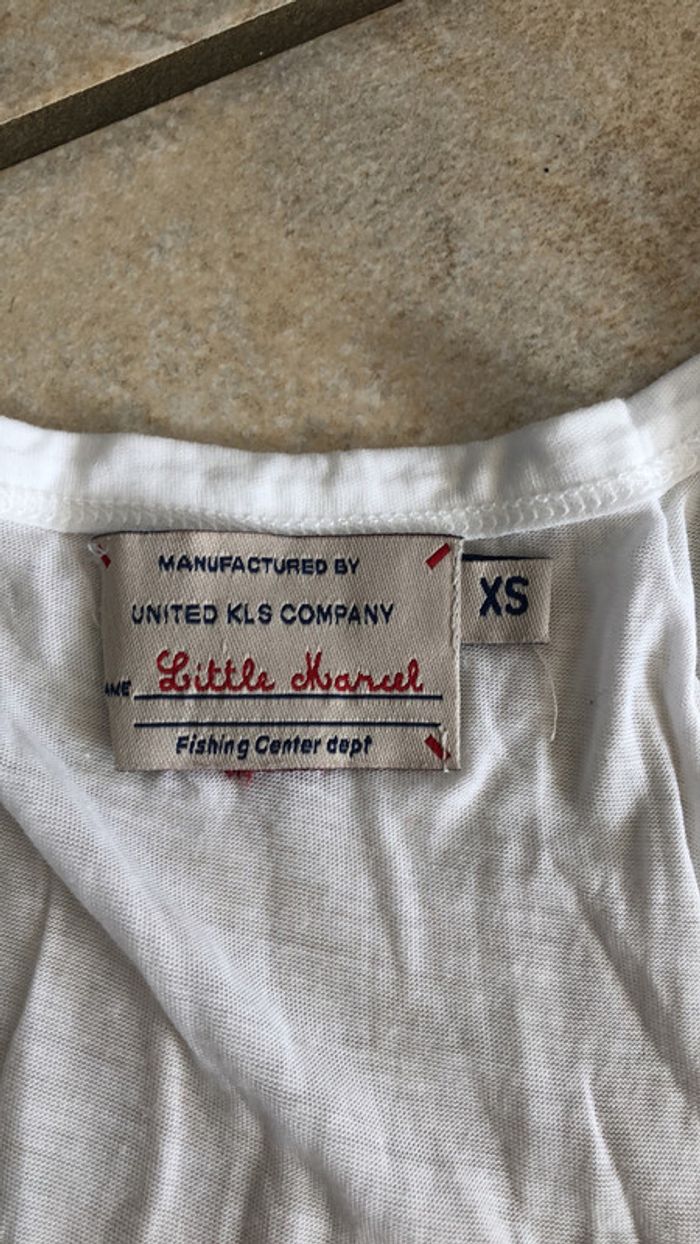 MANUFACTURED BY
UNITED KLS COMPANY
XS
Little Marcel
Fishing Center dept